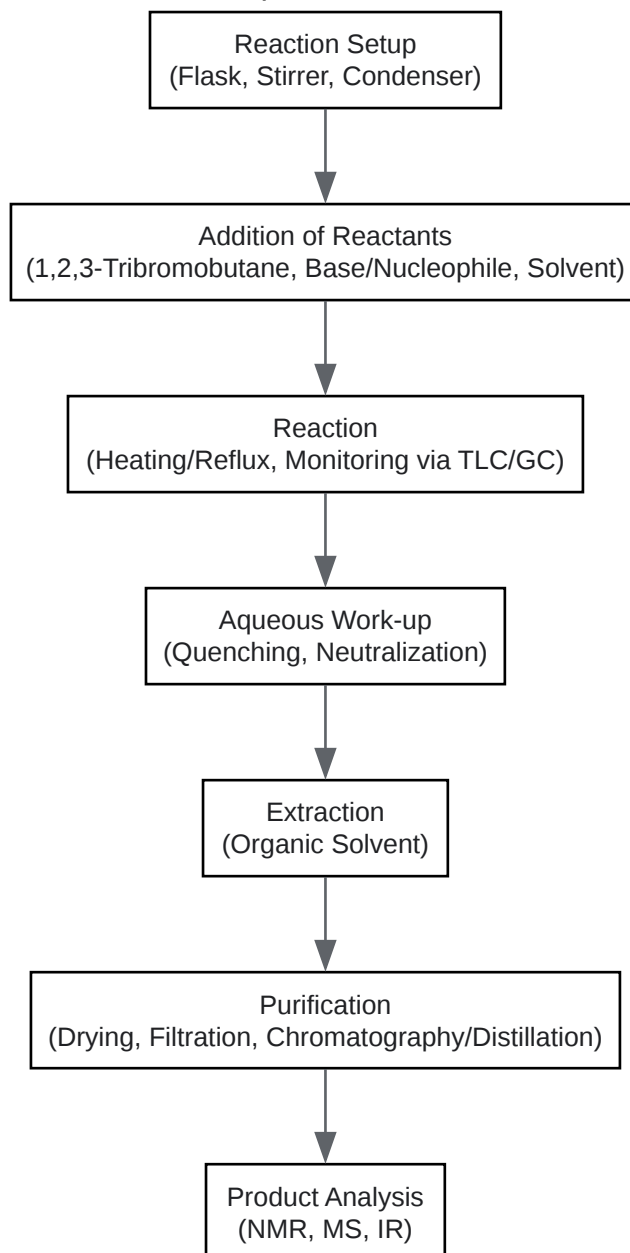 Reaction Setup
(Flask, Stirrer, Condenser)
Addition of Reactants
(1,2,3-Tribromobutane, Base/Nucleophile, Solvent)
Reaction
(Heating/Reflux, Monitoring via TLC/GC)
Aqueous Work-up
(Quenching, Neutralization)
Extraction
(Organic Solvent)
Purification
(Drying, Filtration, Chromatography/Distillation)
Product Analysis
(NMR, MS, IR)